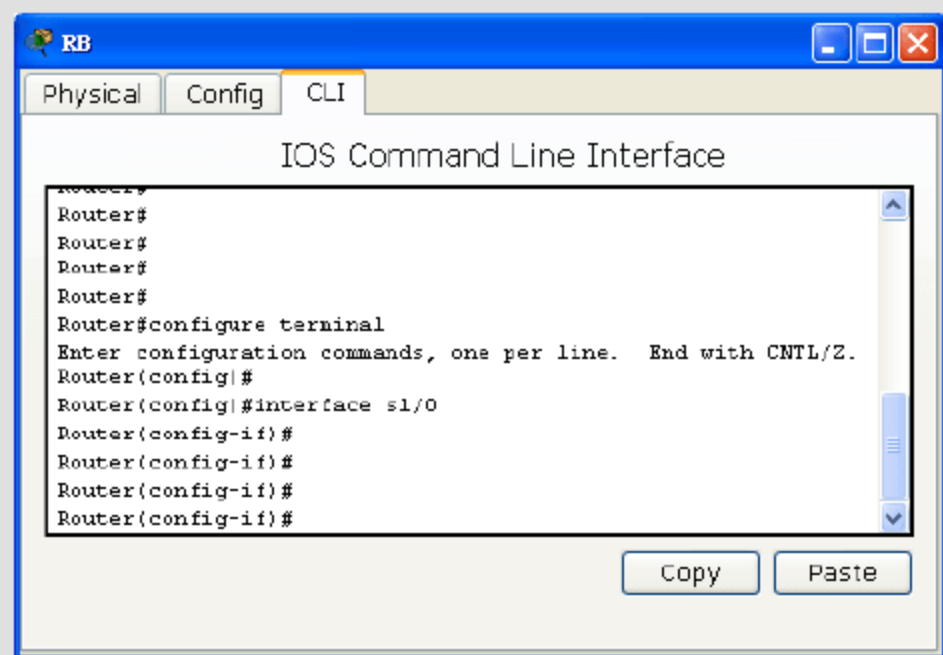 RB
Physical
Config
CLI
IOS Command Line Interface
Router#
Router#
Router#
Router#
Router#configure terminal
Enter configuration commands, one per line.  End with CNTL/Z.
Router(config)#
Router(config)#interface s1/0
Router(config-if)#
Router(config-if)#
Router(config-if)#
Router(config-if)#
Copy
Paste